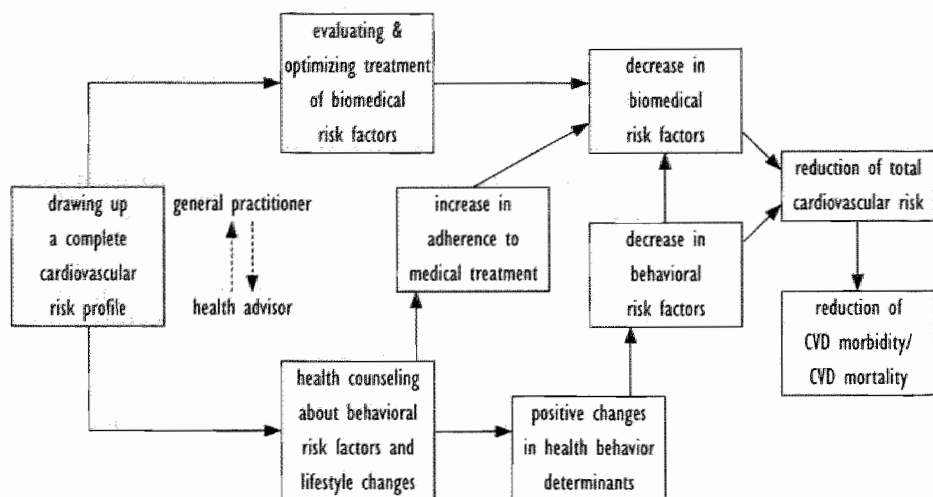 evaluating &
optimizing treatment
of biomedical
risk factors
decrease in
biomedical
risk factors
drawing up
a complete
cardiovascular
risk profile
general practitioner
health advisor
increase in
adherence to
medical treatment
decrease in
behavioral
risk factors
reduction of total
cardiovascular risk
reduction of
CVD morbidity/
CVD mortality
health counseling
about behavioral
risk factors and
lifestyle changes
positive changes
in health behavior
determinants